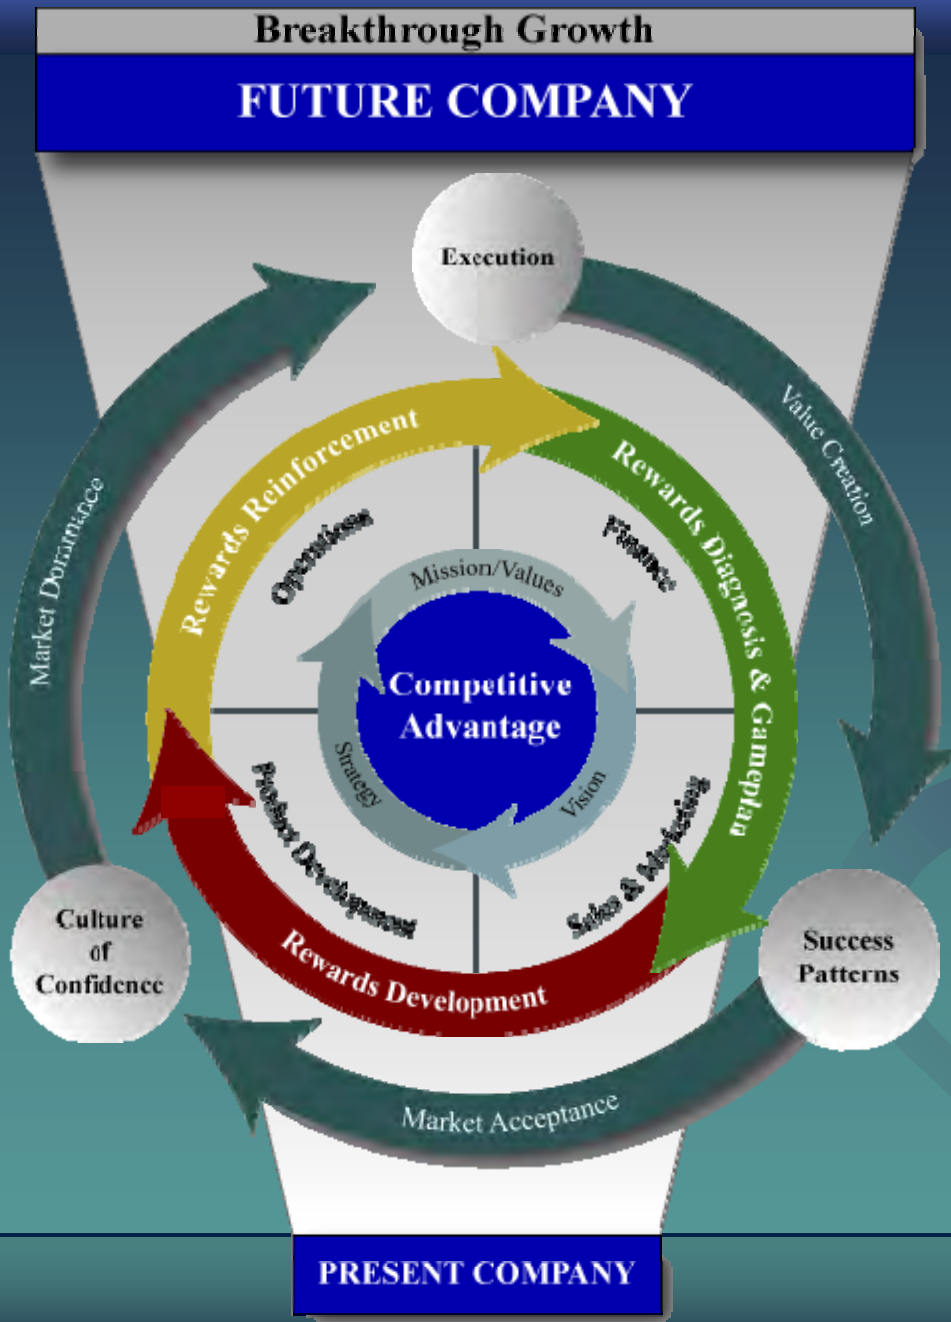 Breakthrough Growth
FUTURE COMPANY
Execution
Value Creation
Market Dominance
Rewards Reinforcement
Rewards Diagnosis & Gameplan
Operations
Finance
Mission/Values
Competitive
Advantage
Strategy
Vision
Product Development
Sales & Marketing
Rewards Development
Culture
of
Confidence
Success
Patterns
Market Acceptance
PRESENT COMPANY